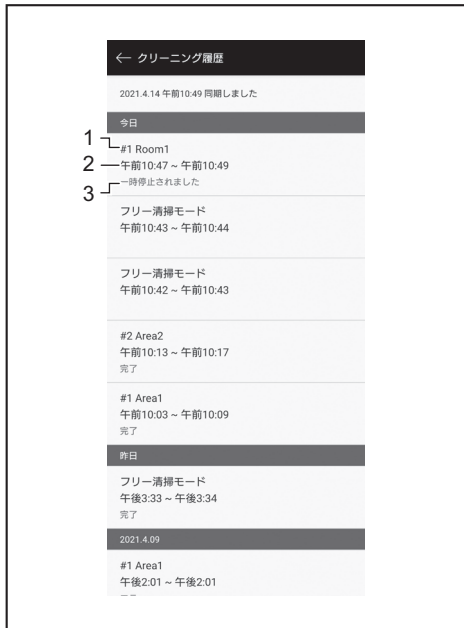 ← クリーニング履歴
2021.4.14 午前10:49 同期しました
今日
1 #1 Room1
2 午前10:47 ~ 午前10:49
3 一時停止されました
フリー清掃モード
午前10:43 ~ 午前10:44
フリー清掃モード
午前10:42 ~ 午前10:43
#2 Area2
午前10:13 ~ 午前10:17
完了
#1 Area1
午前10:03 ~ 午前10:09
完了
昨日
フリー清掃モード
午後3:33 ~ 午後3:34
完了
2021.4.09
#1 Area1
午後2:01 ~ 午後2:01